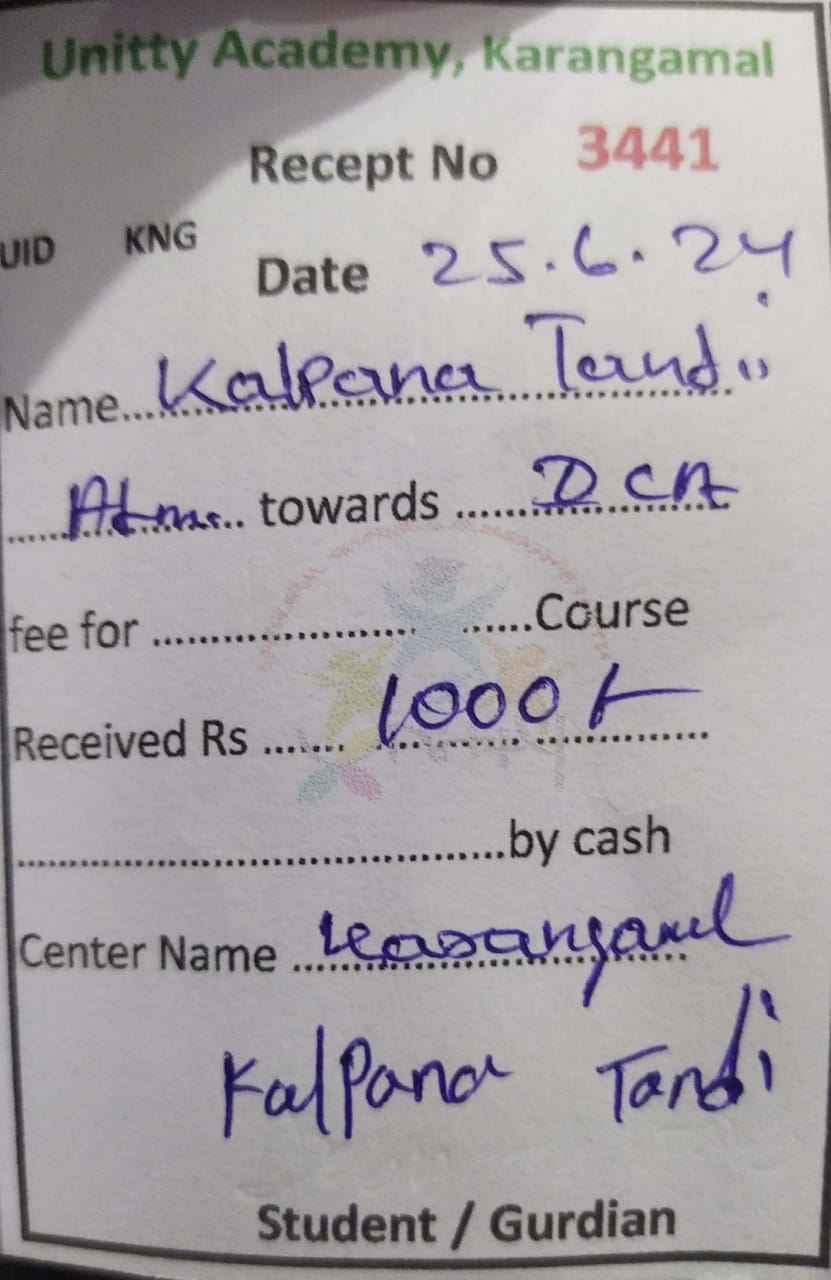 Unitty Academy, Karangamal
Recept No 3441
UID KNG
Date 25.6.24
Name....Kalpana Tandi
............ towards ......DCA
fee for ..........................Course
Received Rs .......1000/-
..........................................by cash
Center Name ...Karangamal
Kalpana Tandi
Student / Gurdian